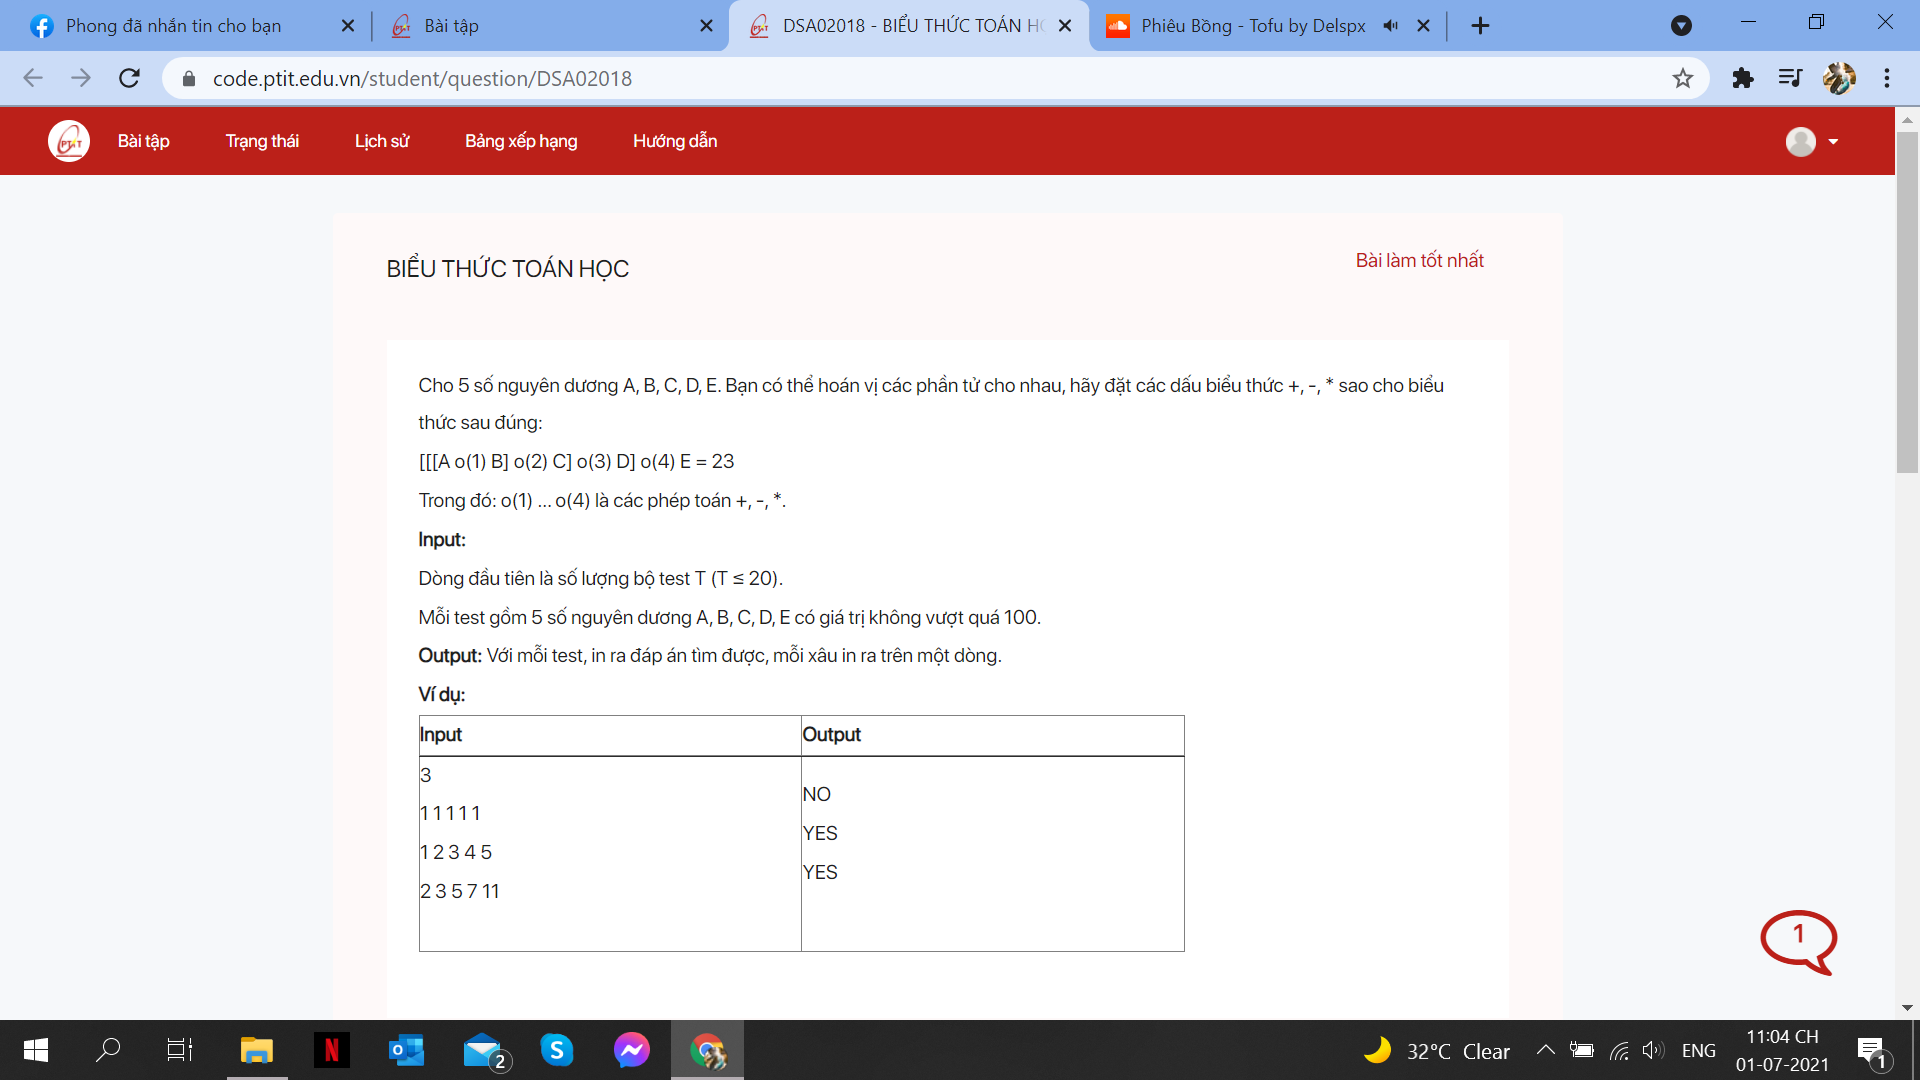 Phong đã nhắn tin cho bạn
Bài tập
DSA02018 - BIỂU THỨC TOÁN HỌ
Phiêu Bồng - Tofu by Delspx
code.ptit.edu.vn/student/question/DSA02018
PTIT
Bài tập
Trạng thái
Lịch sử
Bảng xếp hạng
Hướng dẫn
BIỂU THỨC TOÁN HỌC
Bài làm tốt nhất
Cho 5 số nguyên dương A, B, C, D, E. Bạn có thể hoán vị các phần tử cho nhau, hãy đặt các dấu biểu thức +, -, * sao cho biểu
thức sau đúng:
[[[A o(1) B] o(2) C] o(3) D] o(4) E = 23
Trong đó: o(1) ... o(4) là các phép toán +, -, *.
Input:
Dòng đầu tiên là số lượng bộ test T (T ≤ 20).
Mỗi test gồm 5 số nguyên dương A, B, C, D, E có giá trị không vượt quá 100.
Output: Với mỗi test, in ra đáp án tìm được, mỗi xâu in ra trên một dòng.
Ví dụ:
Input
Output
3
1 1 1 1 1
1 2 3 4 5
2 3 5 7 11
NO
YES
YES
1
N
2
S
32°C Clear
ENG
11:04 CH
01-07-2021
1